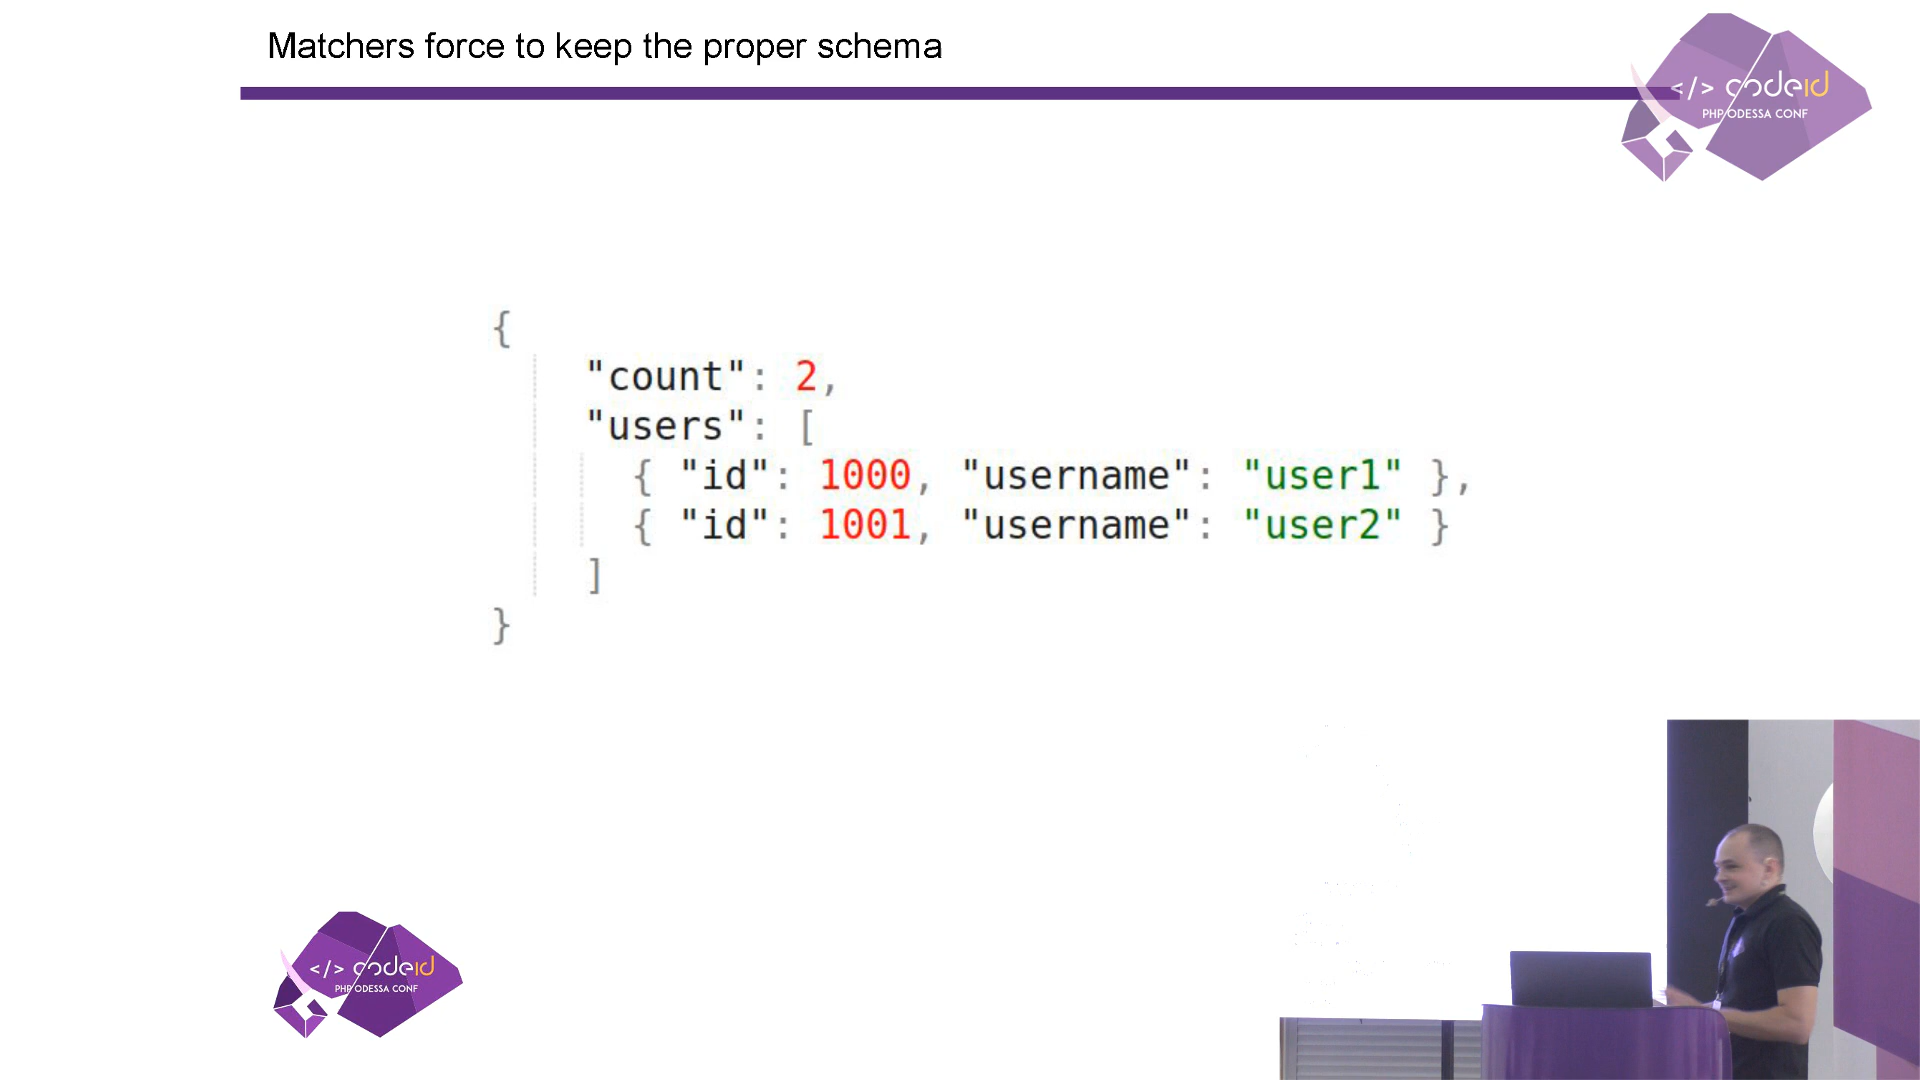 Matchers force to keep the proper schema
</> codeid
PHP ODESSA CONF
{
"count": 2,
"users": [
{ "id": 1000, "username": "user1" },
{ "id": 1001, "username": "user2" }
]
}
</> codeid
PHP ODESSA CONF